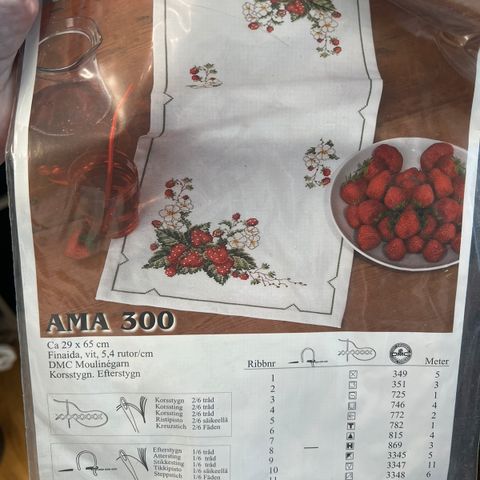 AMA 300
Ca 29 x 65 cm
Finaida, vit, 5,4 rutor/cm
DMC Moulinégarn
Korsstygn. Efterstygn
Ribbnr DMC Meter
1 349 5
2 351 3
3 725 1
4 746 4
5 772 2
6 782 1
7 815 4
8 869 3
9 3345 5
10 3347 11
11 3348 6
Korsstygn 2/6 tråd
Korssting 2/6 tråd
Korssting 2/6 tråd
Ristipisto 2/6 säikeellä
Kreuzstich 2/6 Fäden
Efterstygn 1/6 tråd
Attersting 1/6 tråd
Stikkesting 1/6 tråd
Tikkipisto 1/6 säikeellä
Steppstich 1/6 Fäden